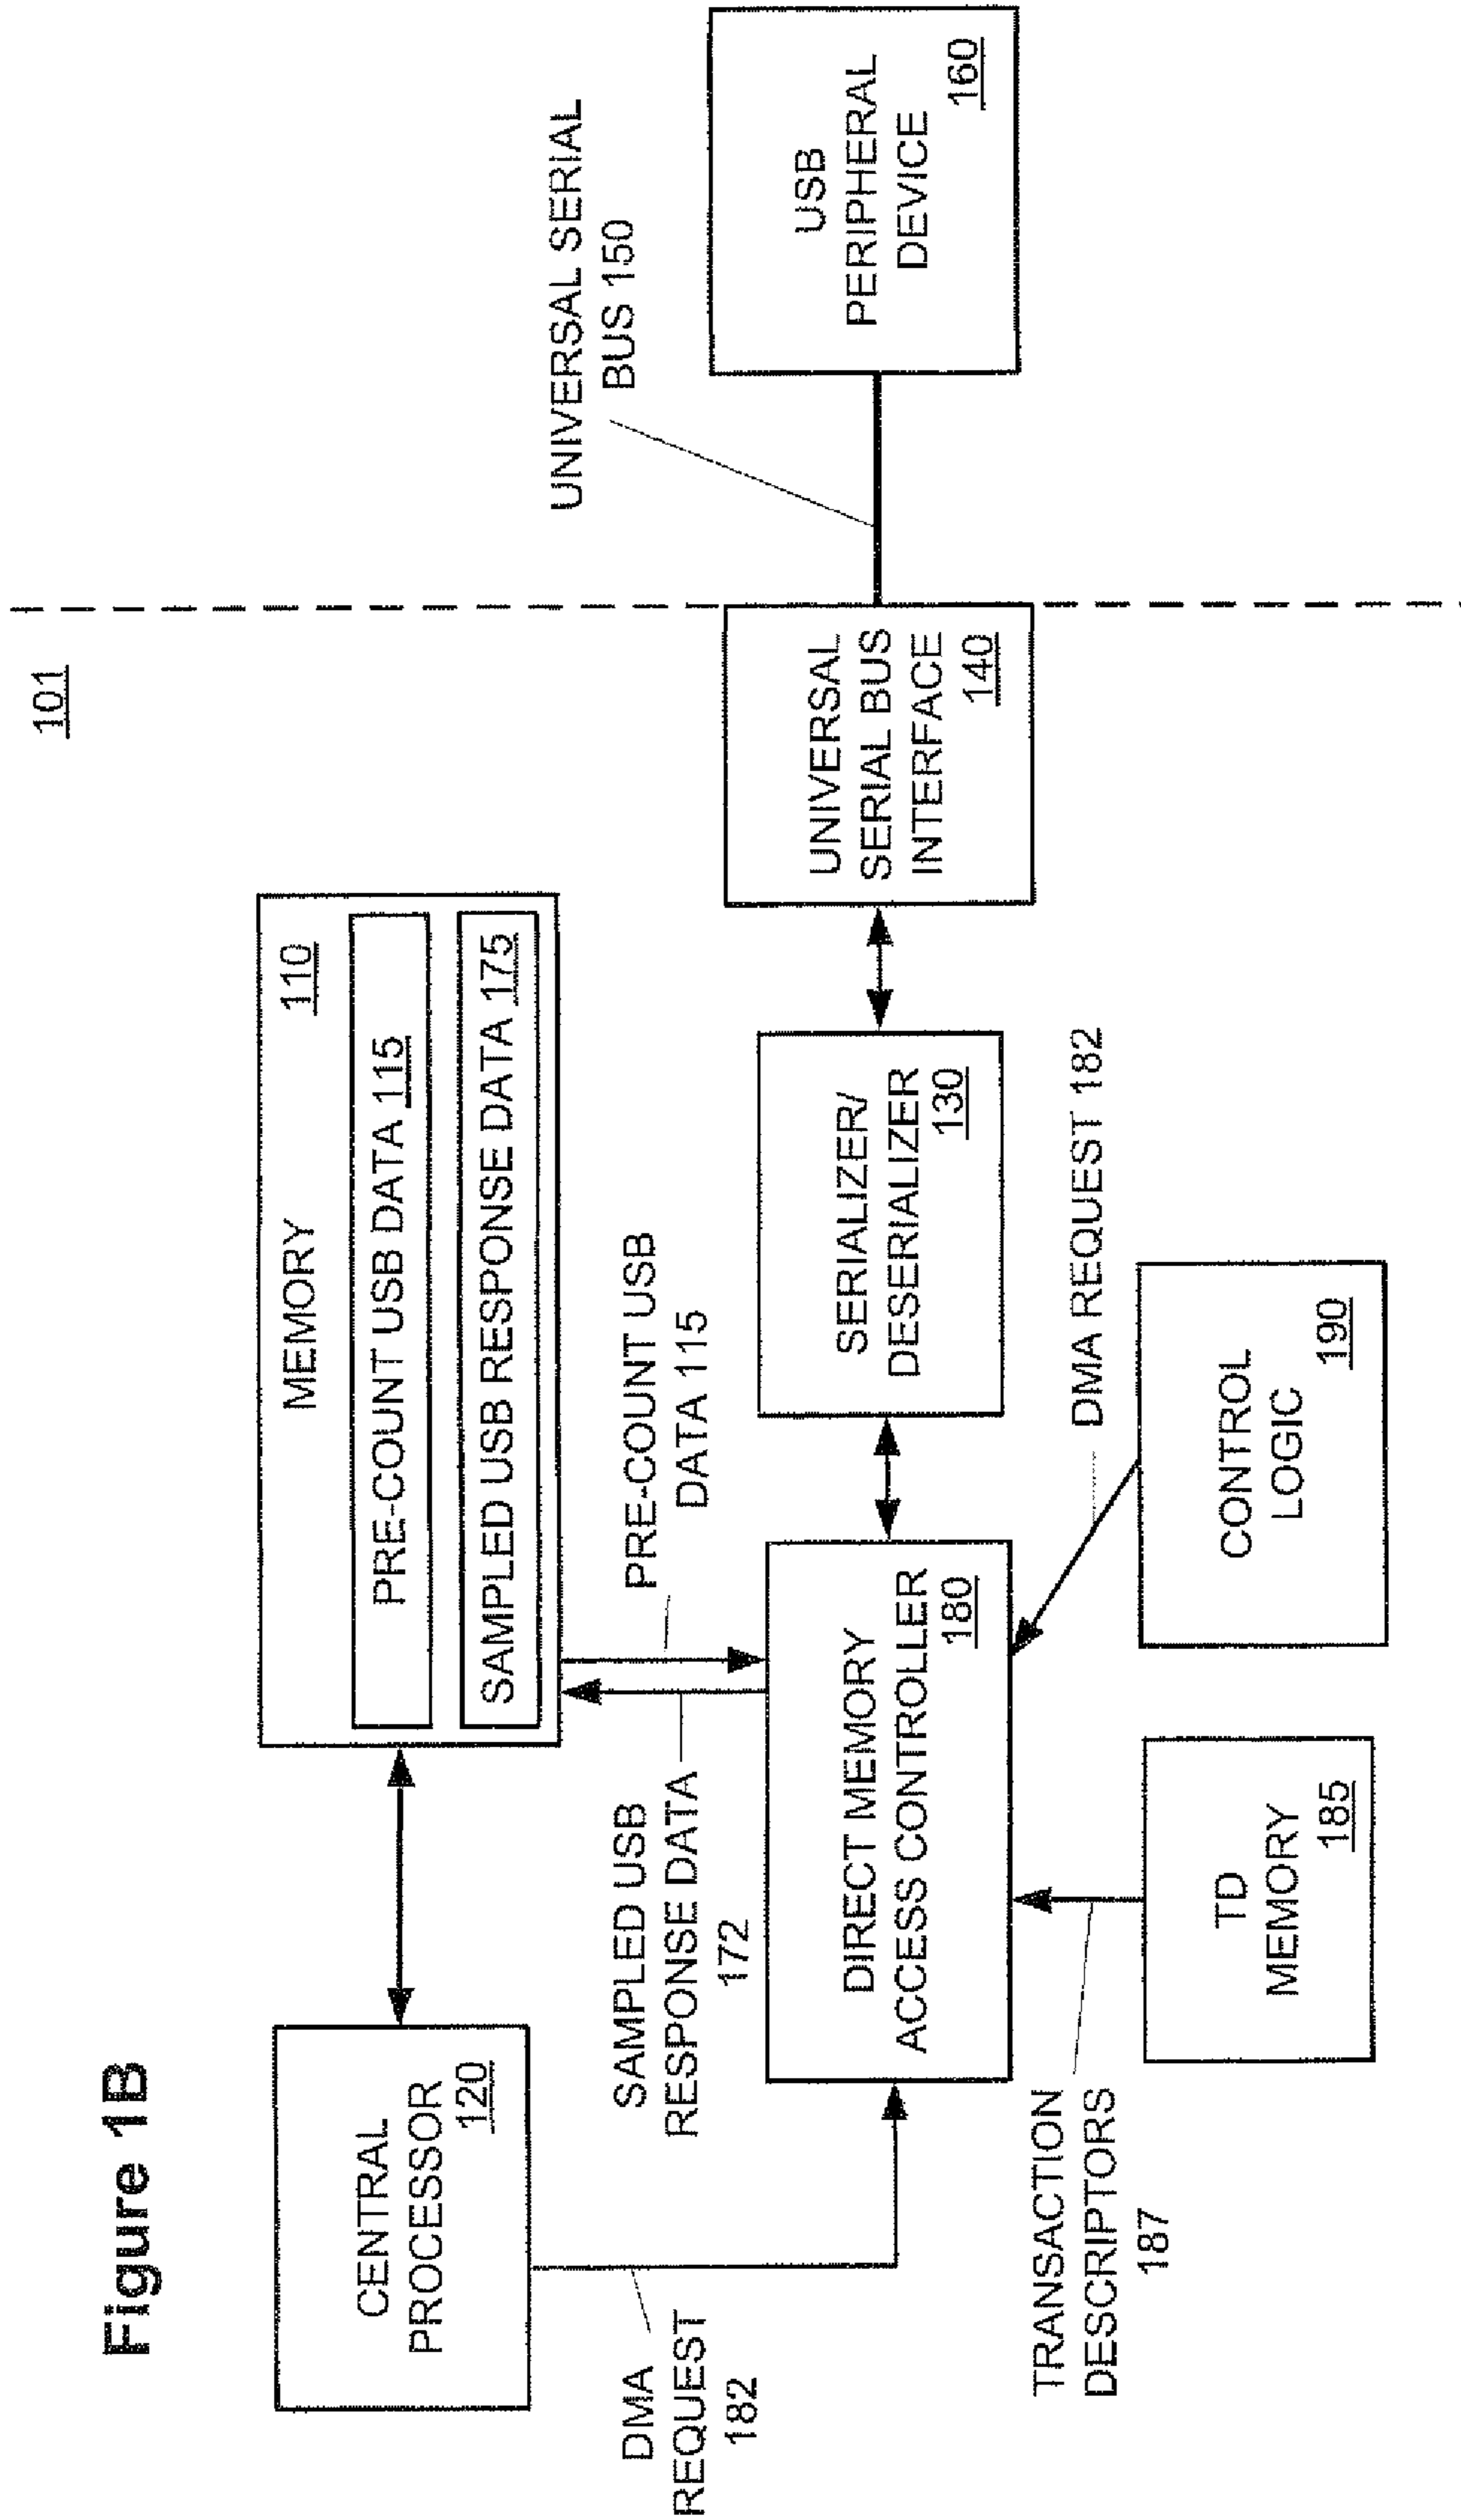 Figure 1B
101
CENTRAL
PROCESSOR
120
MEMORY
110
PRE-COUNT USB DATA 115
SAMPLED USB RESPONSE DATA 175
DMA
REQUEST
182
SAMPLED USB
RESPONSE DATA
172
PRE-COUNT USB
DATA 115
UNIVERSAL SERIAL
BUS 150
DIRECT MEMORY
ACCESS CONTROLLER
180
SERIALIZER/
DESERIALIZER
130
UNIVERSAL
SERIAL BUS
INTERFACE
140
USB
PERIPHERAL
DEVICE
160
TRANSACTION
DESCRIPTORS
187
DMA REQUEST 182
TD
MEMORY
185
CONTROL
LOGIC
190